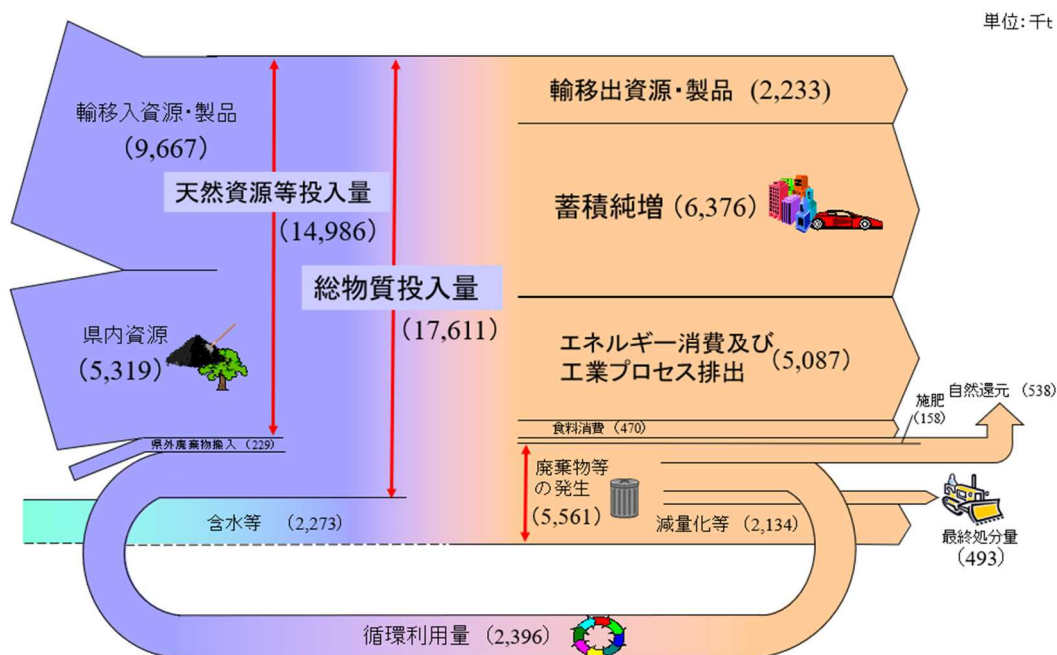 単位：千t
輸移入資源・製品
（9,667）
天然資源等投入量
（14,986）
総物質投入量
（17,611）
県内資源
（5,319）
県外廃棄物搬入（229）
含水等（2,273）
輸移出資源・製品（2,233）
蓄積純増（6,376）
エネルギー消費及び
工業プロセス排出
（5,087）
食料消費（470）
施肥
（158）
自然還元（538）
廃棄物等
の発生
（5,561）
減量化等（2,134）
最終処分量
（493）
循環利用量（2,396）